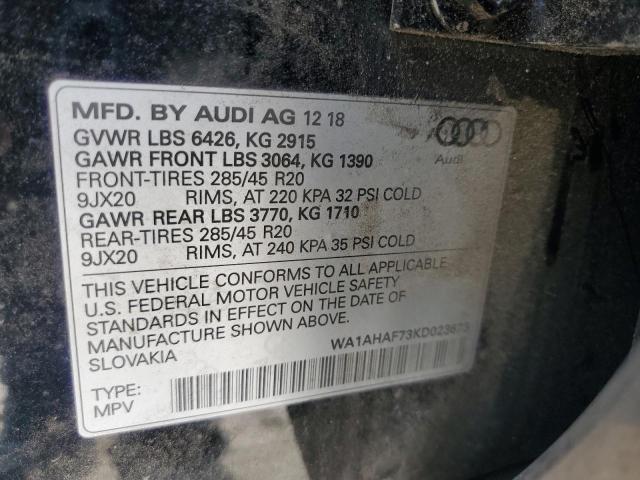 MFD. BY AUDI AG 12 18
GVWR LBS 6426, KG 2915
GAWR FRONT LBS 3064, KG 1390
FRONT-TIRES 285/45 R20
9JX20 RIMS, AT 220 KPA 32 PSI COLD
GAWR REAR LBS 3770, KG 1710
REAR-TIRES 285/45 R20
9JX20 RIMS, AT 240 KPA 35 PSI COLD
Audi
THIS VEHICLE CONFORMS TO ALL APPLICABLE
U.S. FEDERAL MOTOR VEHICLE SAFETY
STANDARDS IN EFFECT ON THE DATE OF
MANUFACTURE SHOWN ABOVE.
SLOVAKIA
WA1AHAF73KD023673
TYPE:
MPV